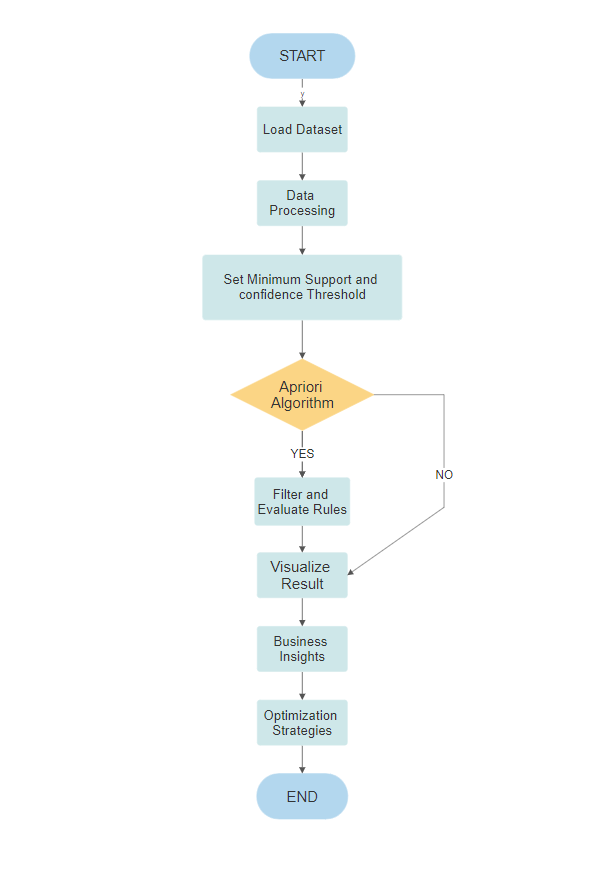 START
y
Load Dataset
Data
Processing
Set Minimum Support and
confidence Threshold
Apriori
Algorithm
YES
NO
Filter and
Evaluate Rules
Visualize
Result
Business
Insights
Optimization
Strategies
END